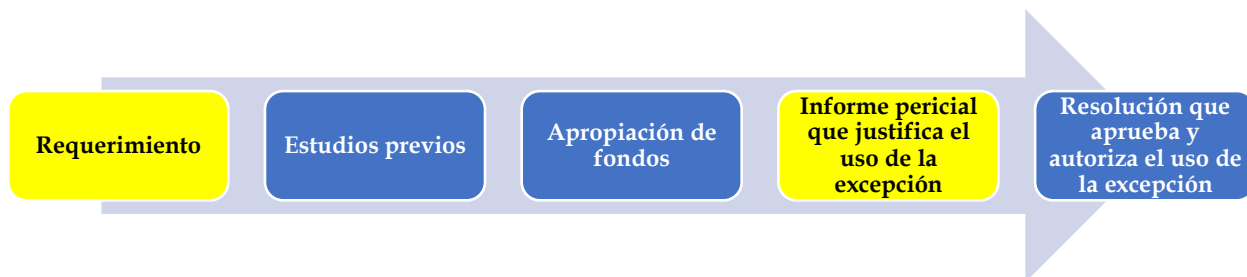 Requerimiento
Estudios previos
Apropiación de
fondos
Informe pericial
que justifica el
uso de la
excepción
Resolución que
aprueba y
autoriza el uso de
la excepción